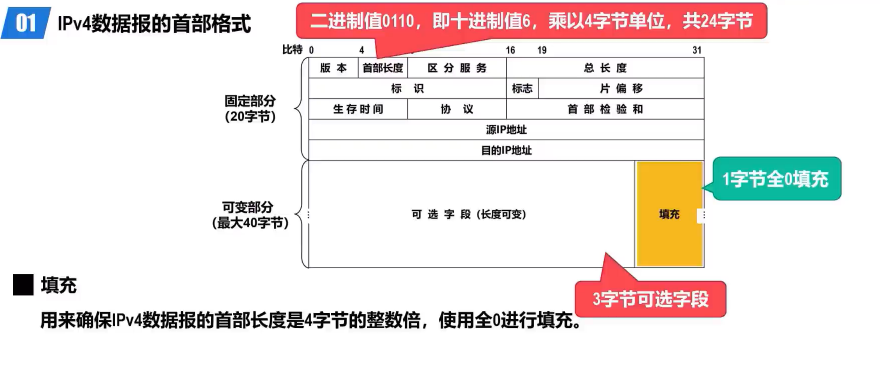 01 IPv4数据报的首部格式
二进制值0110，即十进制值6，乘以4字节单位，共24字节
比特 0 4 16 19 31
版本 首部长度 区分服务 总长度
标识 标志 片偏移
生存时间 协议 首部检验和
源IP地址
目的IP地址
固定部分
(20字节)
可变部分
(最大40字节)
可选字段 (长度可变) 填充
1字节全0填充
3字节可选字段
填充
用来确保IPv4数据报的首部长度是4字节的整数倍，使用全0进行填充。